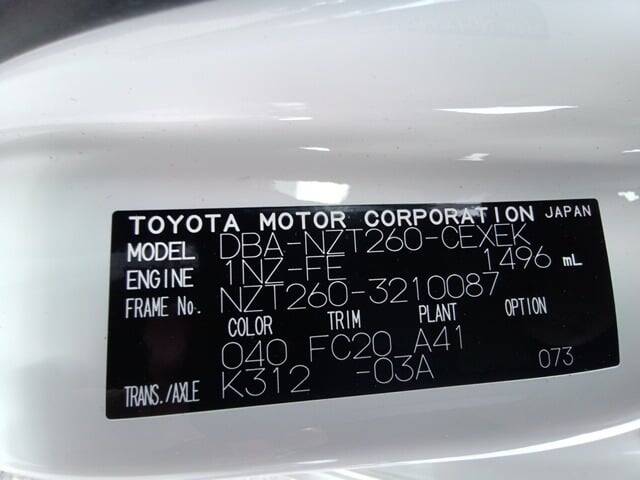 TOYOTA MOTOR CORPORATION JAPAN
MODEL DBA-NZT260-CEXEK
ENGINE 1NZ-FE 1496 mL
FRAME No. NZT260-3210087
COLOR TRIM PLANT OPTION
040 FC20 A41
TRANS./AXLE K312 -03A 073